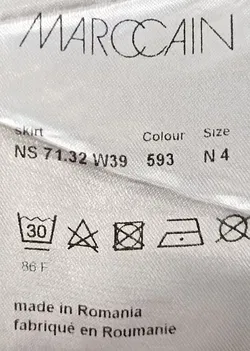 MARCCAIN
Skirt Colour Size
NS 71.32 W39 593 N 4
30
86 F
made in Romania
fabriqué en Roumanie